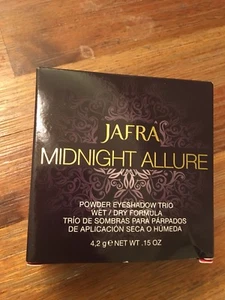 JAFRA
MIDNIGHT ALLURE
POWDER EYESHADOW TRIO
WET / DRY FORMULA
TRÍO DE SOMBRAS PARA PÁRPADOS
DE APLICACIÓN SECA O HÚMEDA
4,2 g ℮ NET WT .15 OZ